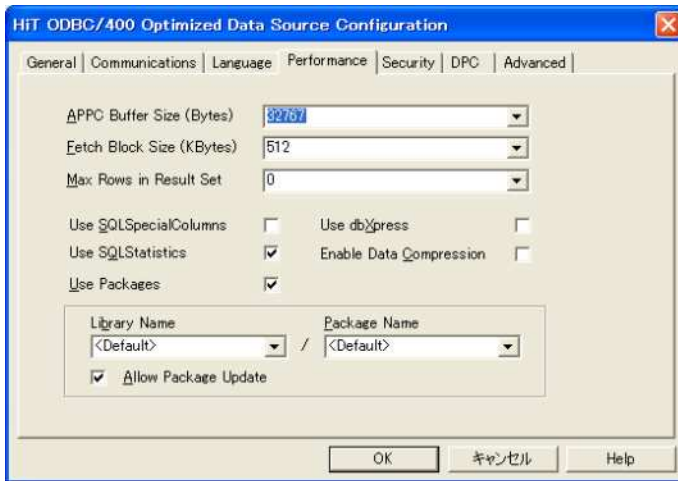 HiT ODBC/400 Optimized Data Source Configuration
General Communications Language Performance Security DPC Advanced
APPC Buffer Size (Bytes) 32767
Fetch Block Size (KBytes) 512
Max Rows in Result Set 0
Use SQLSpecialColumns Use dbXpress
Use SQLStatistics Enable Data Compression
Use Packages
Library Name Package Name
<Default> / <Default>
Allow Package Update
OK キャンセル Help